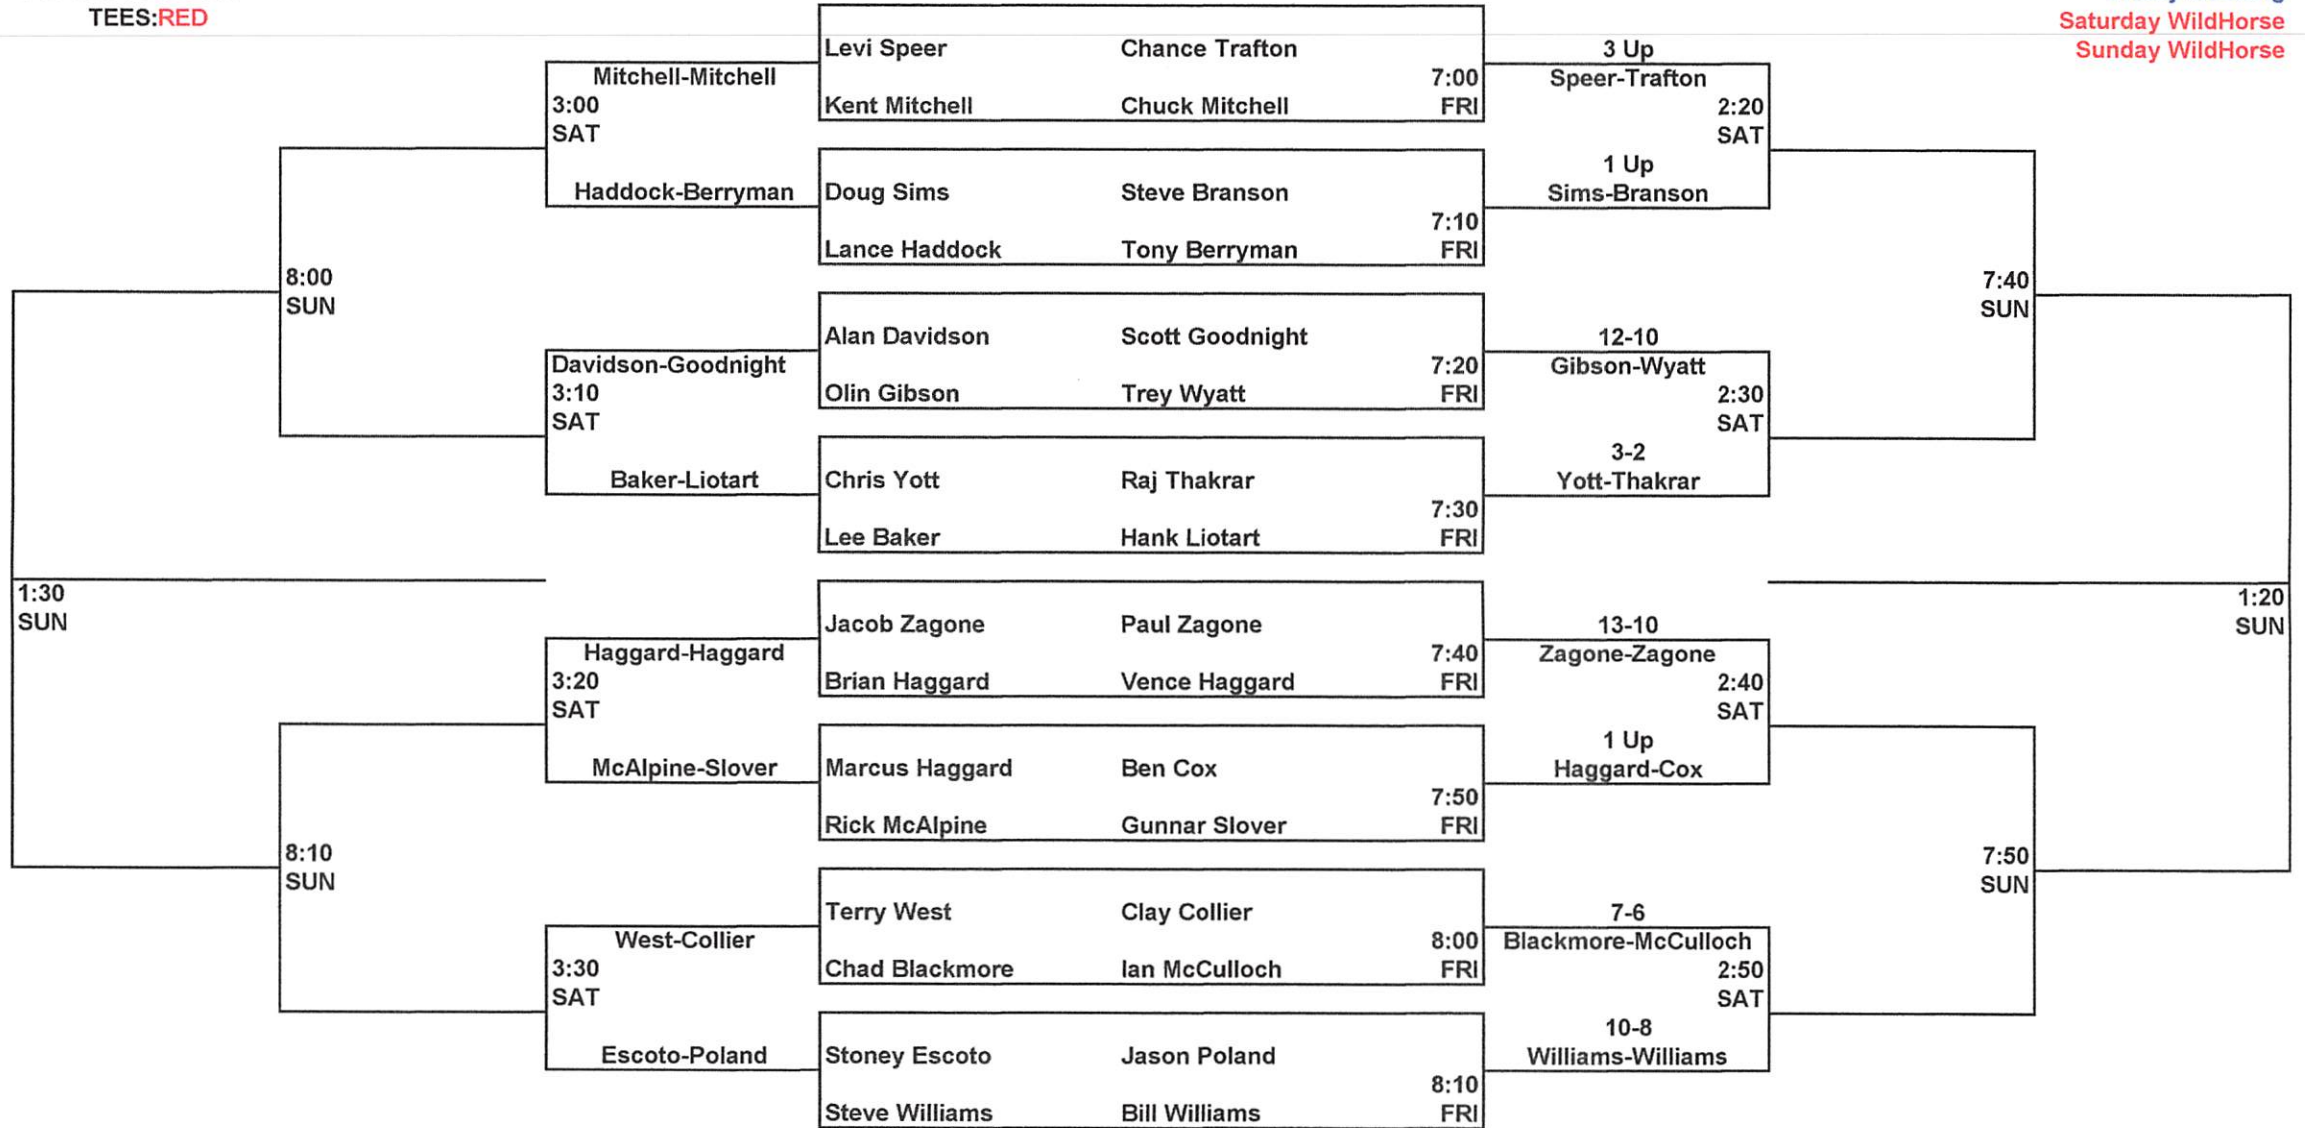 TEES:RED
Saturday WildHorse
Sunday WildHorse
Levi Speer Chance Trafton
7:00
Kent Mitchell Chuck Mitchell FRI
Doug Sims Steve Branson
7:10
Lance Haddock Tony Berryman FRI
Alan Davidson Scott Goodnight
7:20
Olin Gibson Trey Wyatt FRI
Chris Yott Raj Thakrar
7:30
Lee Baker Hank Liotart FRI
Jacob Zagone Paul Zagone
7:40
Brian Haggard Vence Haggard FRI
Marcus Haggard Ben Cox
7:50
Rick McAlpine Gunnar Slover FRI
Terry West Clay Collier
8:00
Chad Blackmore Ian McCulloch FRI
Stoney Escoto Jason Poland
8:10
Steve Williams Bill Williams FRI
Mitchell-Mitchell
3:00
SAT
Haddock-Berryman
Davidson-Goodnight
3:10
SAT
Baker-Liotart
Haggard-Haggard
3:20
SAT
McAlpine-Slover
West-Collier
3:30
SAT
Escoto-Poland
8:00
SUN
8:10
SUN
1:30
SUN
3 Up
Speer-Trafton
2:20
SAT
1 Up
Sims-Branson
12-10
Gibson-Wyatt
2:30
SAT
3-2
Yott-Thakrar
13-10
Zagone-Zagone
2:40
SAT
1 Up
Haggard-Cox
7-6
Blackmore-McCulloch
2:50
SAT
10-8
Williams-Williams
7:40
SUN
7:50
SUN
1:20
SUN